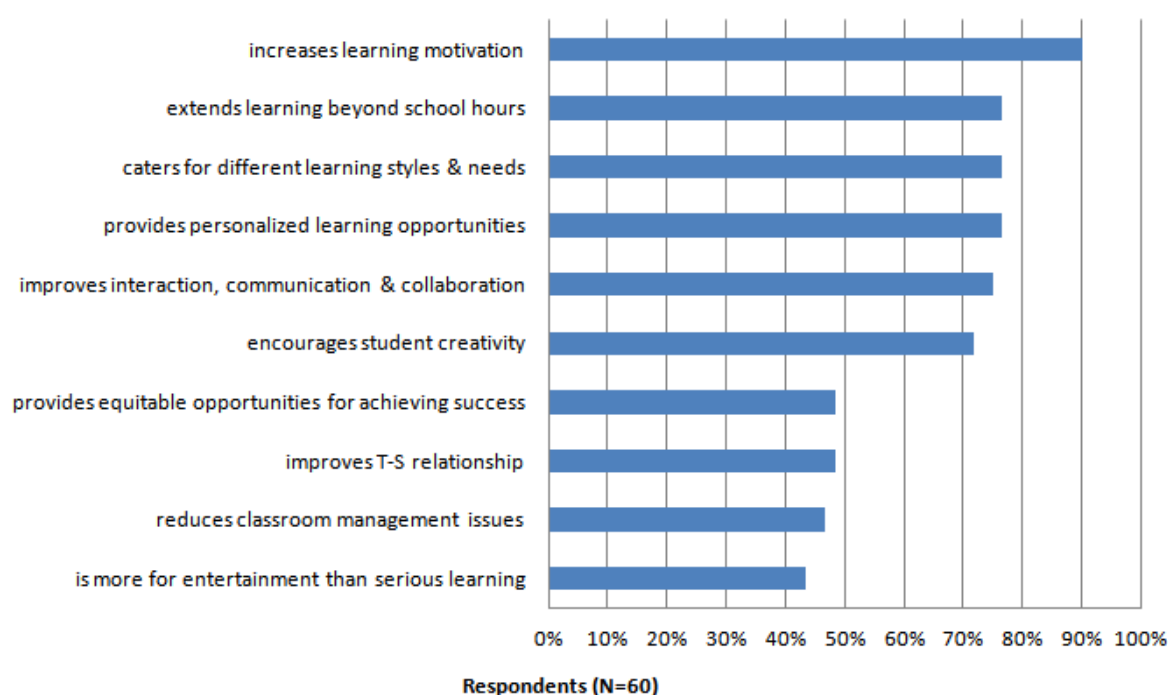 increases learning motivation
extends learning beyond school hours
caters for different learning styles & needs
provides personalized learning opportunities
improves interaction, communication & collaboration
encourages student creativity
provides equitable opportunities for achieving success
improves T-S relationship
reduces classroom management issues
is more for entertainment than serious learning
0% 10% 20% 30% 40% 50% 60% 70% 80% 90% 100%
Respondents (N=60)